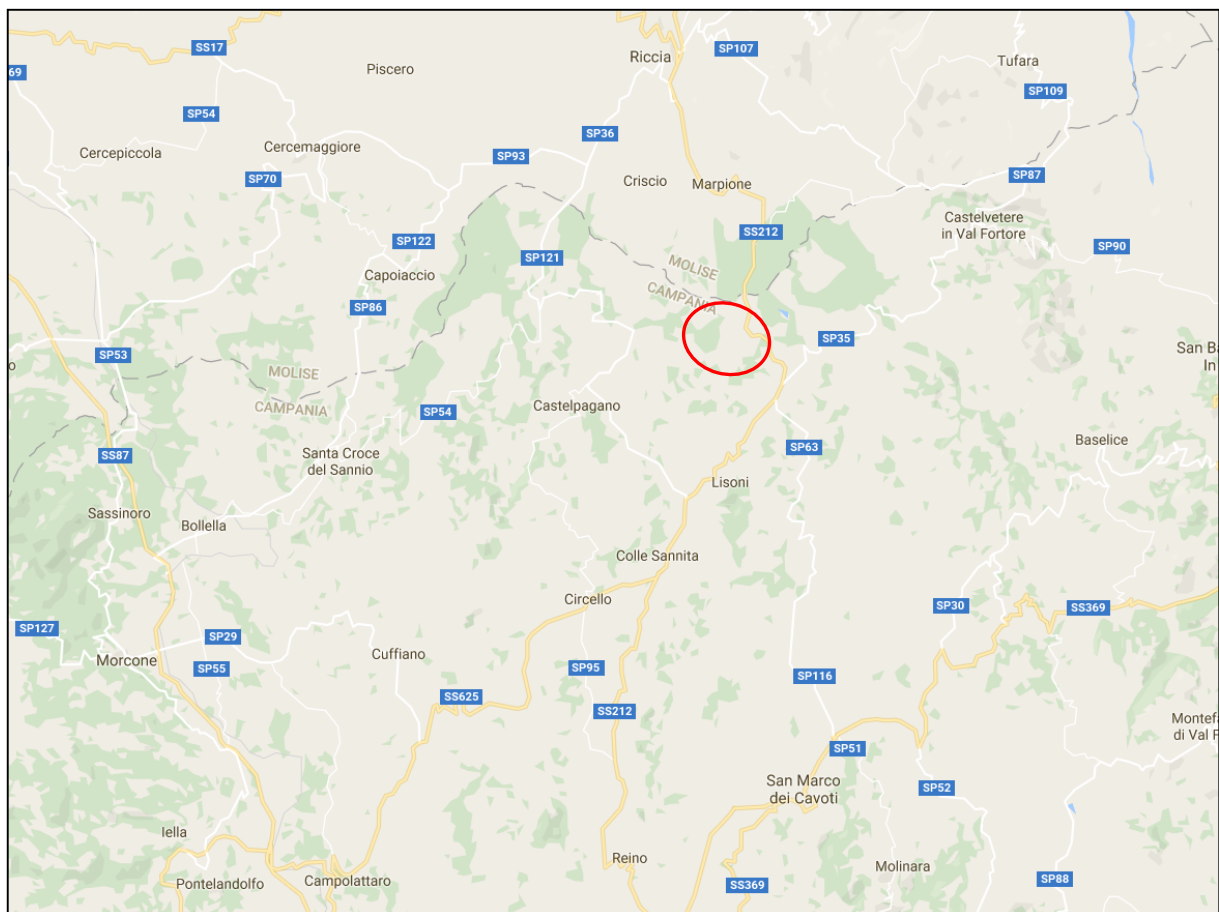 SS17
SP107
Riccia
Tufara
Piscero
69
SP109
SP54
SP36
Cercemaggiore
Cercepiccola
SP93
SP70
SP87
Criscio
Marpione
Castelvetere
in Val Fortore
SS212
SP122
SP90
SP121
MOLISE
Capoiaccio
CAMPANIA
SP86
SP35
San Ba
In
SP53
o
MOLISE
CAMPANIA
Castelpagano
SP54
Baselice
SP63
SS87
Santa Croce
del Sannio
Lisoni
Sassinoro
Bollella
Colle Sannita
Circello
SP30
SS369
SP127
SP29
Cuffiano
Morcone
SP55
SP95
SP116
SS625
SS212
Montefa
di Val F
SP51
San Marco
dei Cavoti
SP52
Iella
Reino
Molinara
Pontelandolfo
Campolattaro
SS369
SP88